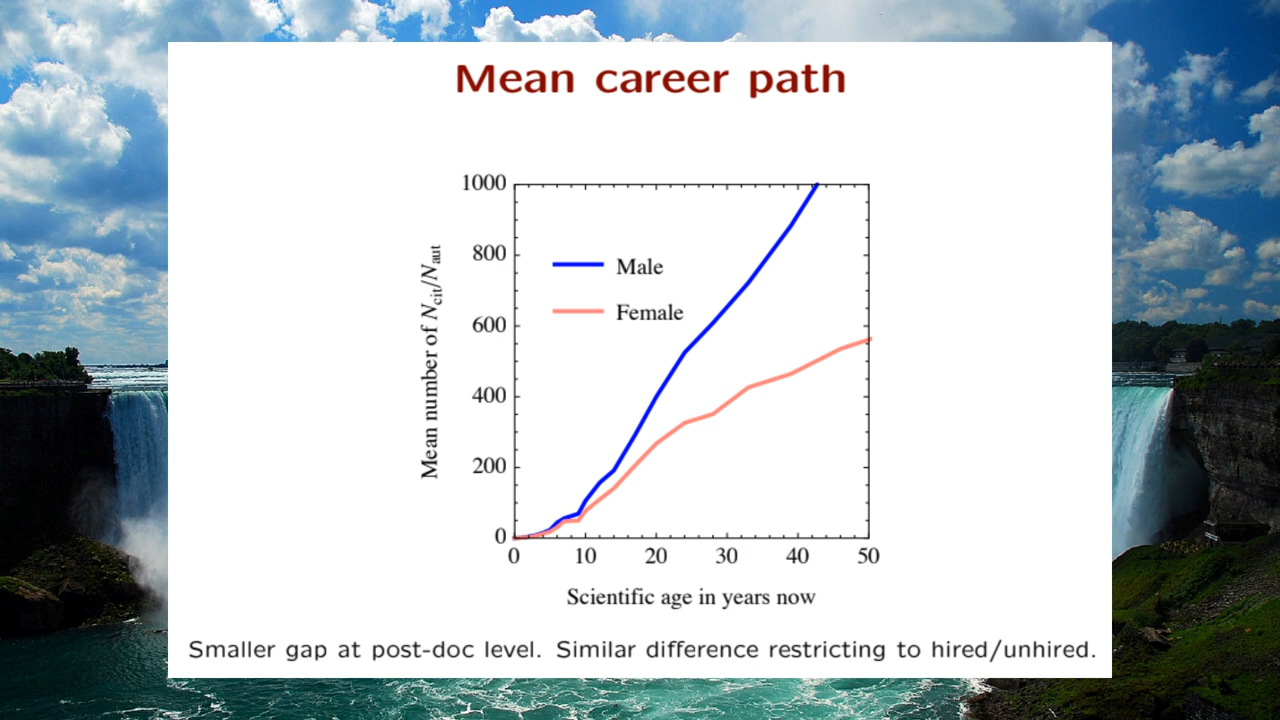 Mean career path
1000
800
600
400
200
0
Mean number of N_cit/N_aut
Male
Female
0 10 20 30 40 50
Scientific age in years now
Smaller gap at post-doc level. Similar difference restricting to hired/unhired.